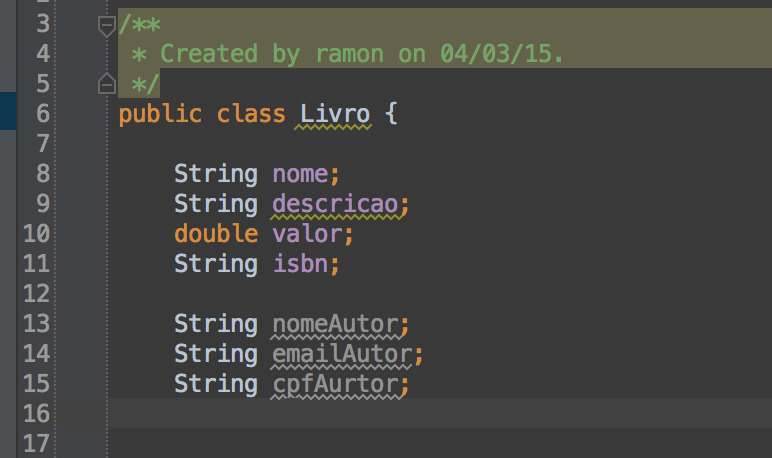 3 /**
4 * Created by ramon on 04/03/15.
5 */
6 public class Livro {
7
8 String nome;
9 String descricao;
10 double valor;
11 String isbn;
12
13 String nomeAutor;
14 String emailAutor;
15 String cpfAurtor;
16
17